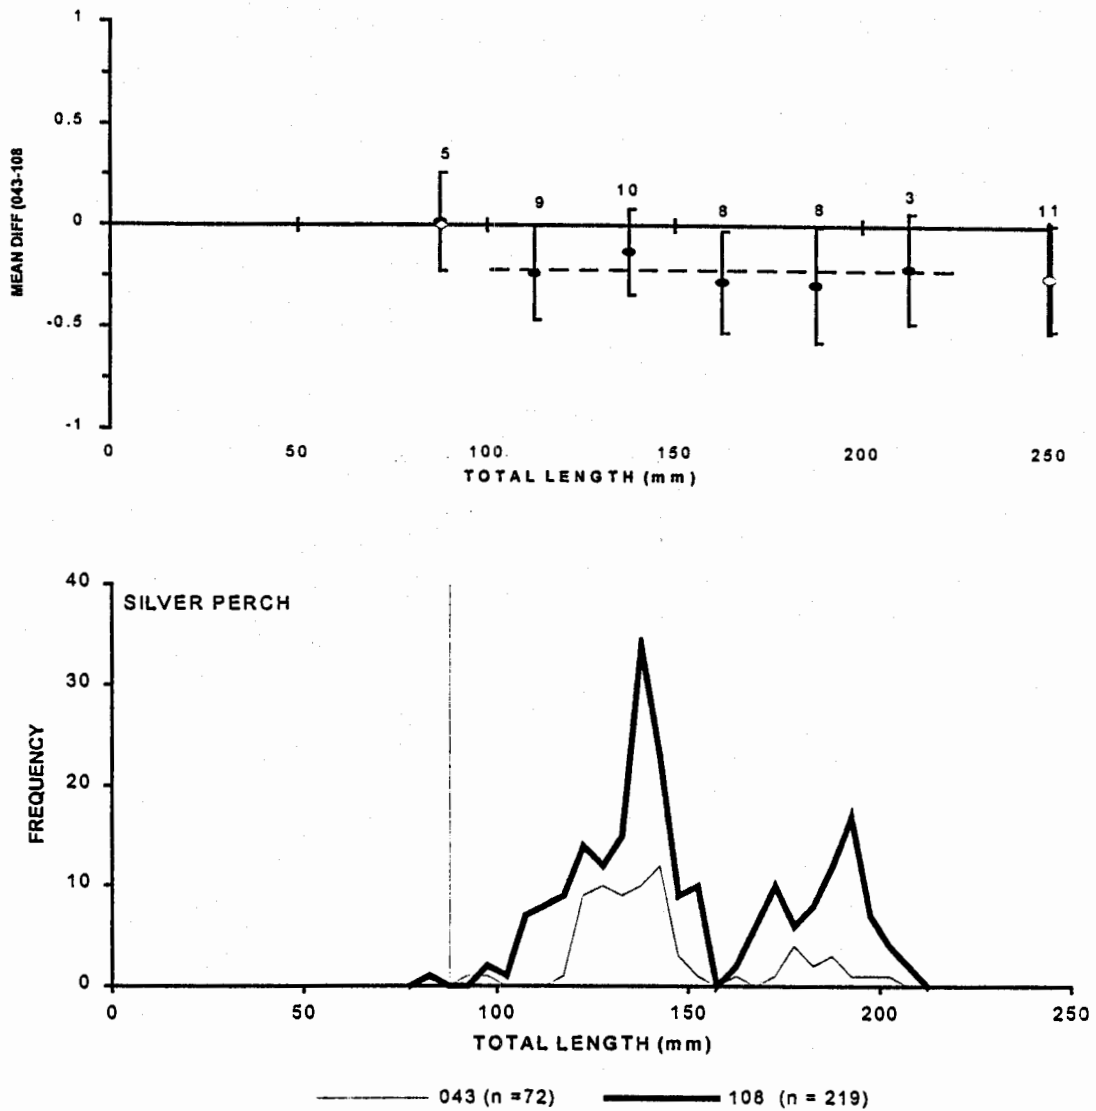 1
0.5
0
-0.5
-1
MEAN DIFF (043-108
5
9
10
8
8
3
11
0 50 100 150 200 250
TOTAL LENGTH (mm)
SILVER PERCH
40
30
20
10
0
FREQUENCY
0 50 100 150 200 250
TOTAL LENGTH (mm)
043 (n =72) 108 (n = 219)